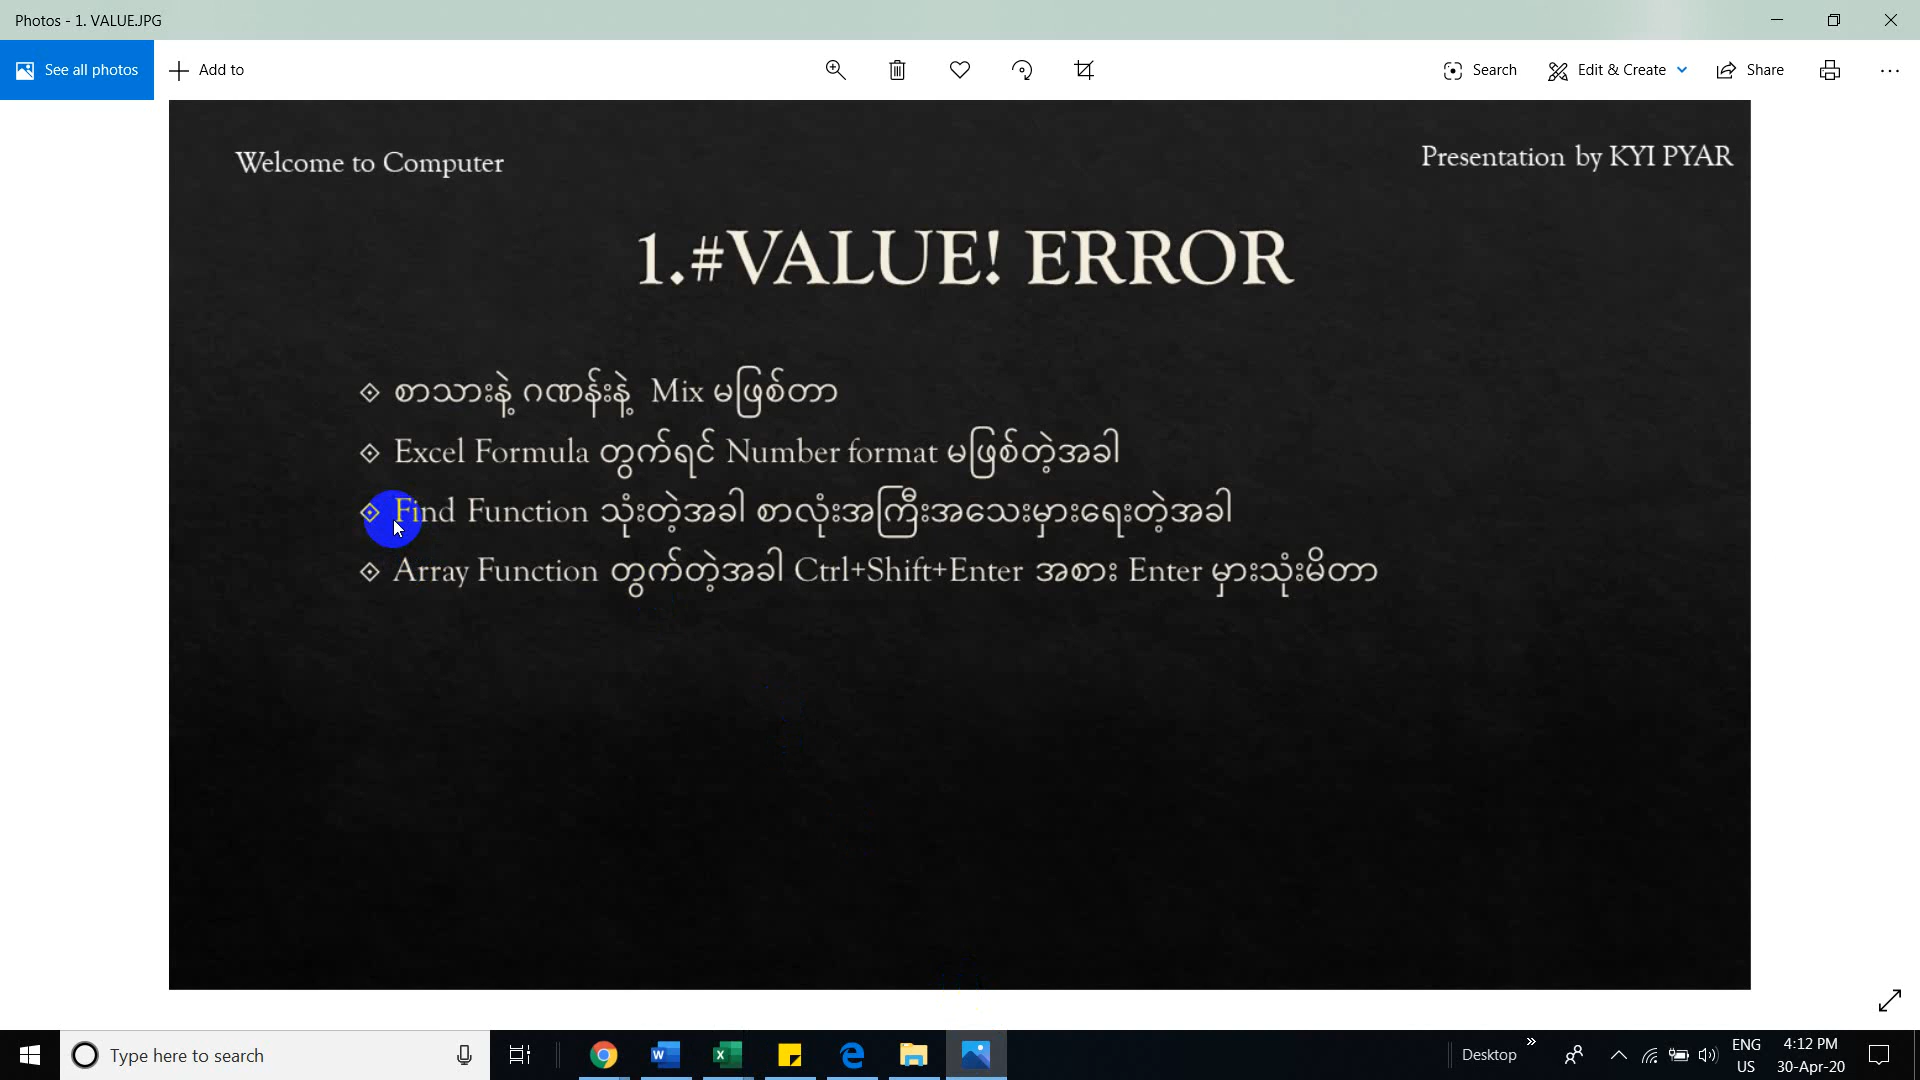 Photos - 1. VALUE.JPG
See all photos
Add to
Search
Edit & Create
Share
Welcome to Computer
Presentation by KYI PYAR
1.#VALUE! ERROR
စာသားနဲ့ ဂဏန်းနဲ့ Mix မဖြစ်တာ
Excel Formula တွက်ရင် Number format မဖြစ်တဲ့အခါ
Find Function သုံးတဲ့အခါ စာလုံးအကြီးအသေးမှားရေးတဲ့အခါ
Array Function တွက်တဲ့အခါ Ctrl+Shift+Enter အစား Enter မှားသုံးမိတာ
Type here to search
Desktop
ENG
US
4:12 PM
30-Apr-20